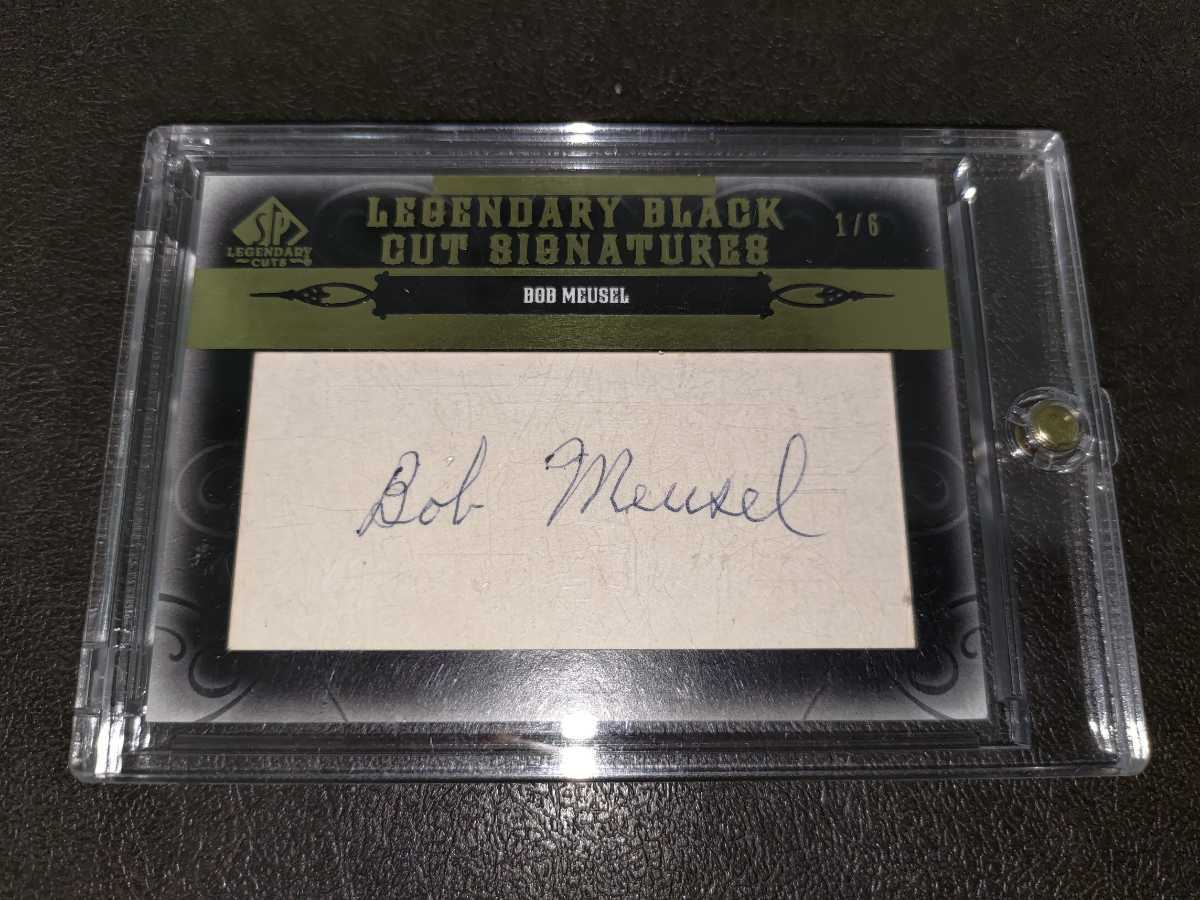 SP
LEGENDARY
CUTS
LEGENDARY BLACK
CUT SIGNATURES
1/6
BOB MEUSEL
Bob Meusel